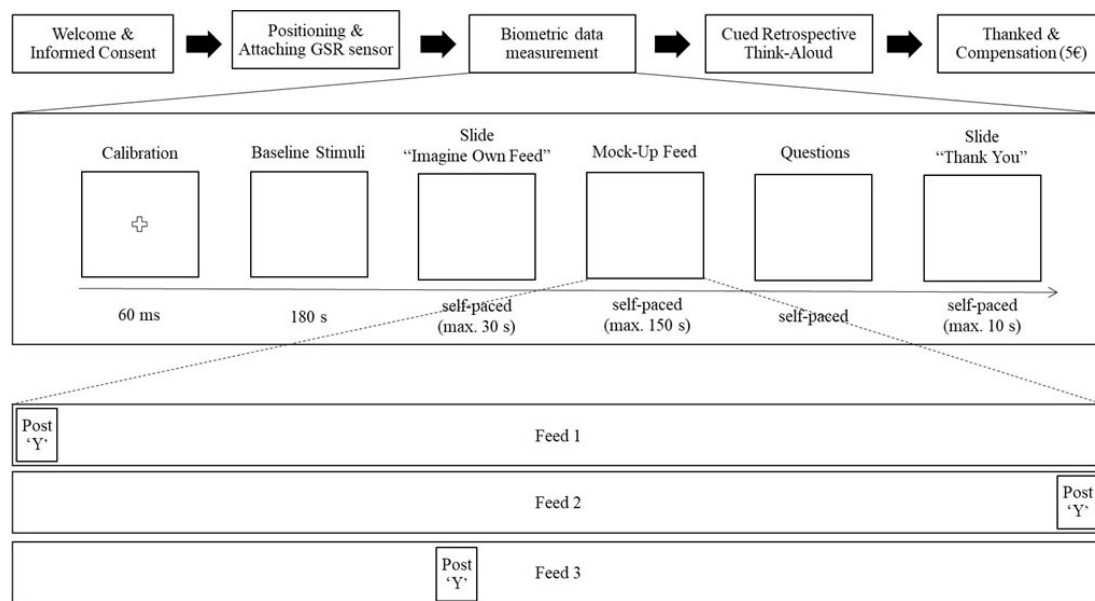 Welcome &
Informed Consent
Positioning &
Attaching GSR sensor
Biometric data
measurement
Cued Retrospective
Think-Aloud
Thanked &
Compensation (5€)
Calibration
Baseline Stimuli
Slide
“Imagine Own Feed”
Mock-Up Feed
Questions
Slide
“Thank You”
60 ms
180 s
self-paced
(max. 30 s)
self-paced
(max. 150 s)
self-paced
self-paced
(max. 10 s)
Post
‘Y’
Feed 1
Feed 2
Post
‘Y’
Post
‘Y’
Feed 3